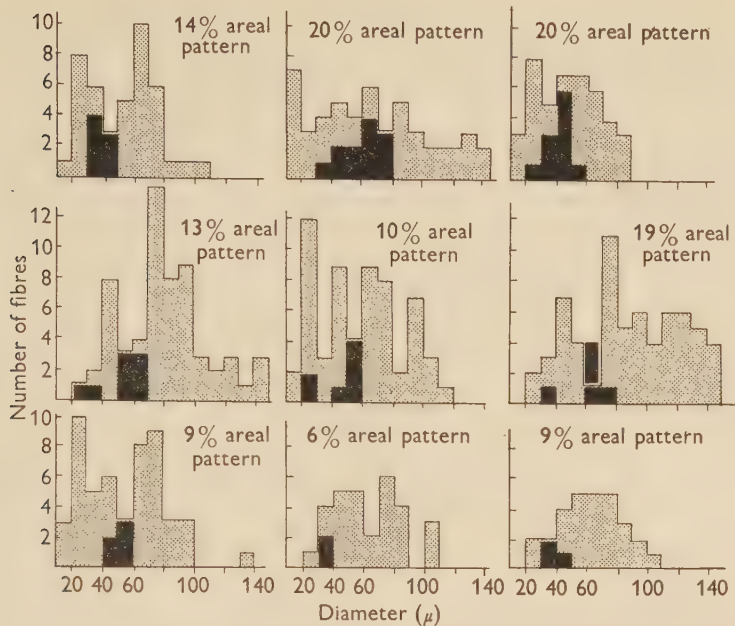 10
8
6
4
2
14% areal
pattern
20% areal
pattern
20% areal
pattern
Number of fibres
12
10
8
6
4
2
13% areal
pattern
10% areal
pattern
19% areal
pattern
10
8
6
4
2
9% areal
pattern
6% areal pattern
9% areal pattern
20 60 100 140
20 60 100 140
20 60 100 140
Diameter (μ)